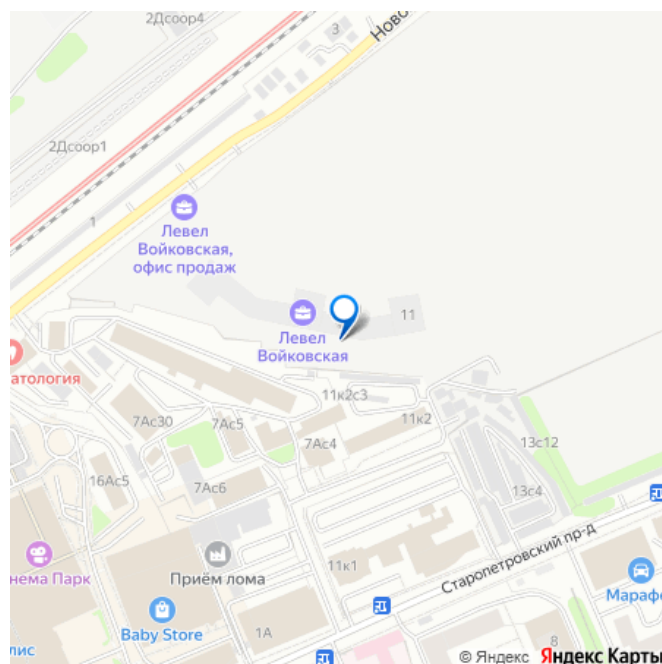 2Дсоор4
3
Ново
2Дсоор1
1
Левел
Войковская,
офис продаж
11
Левел
Войковская
атология
11к2с3
7Ас30
7Ас5
11к2
7Ас4
13с12
16Ас5
7Ас6
13с4
нема Парк
Приём лома
11к1
Старопетровский пр-д
Марафо
Baby Store
1А
8
лис
© Яндекс Яндекс Карты